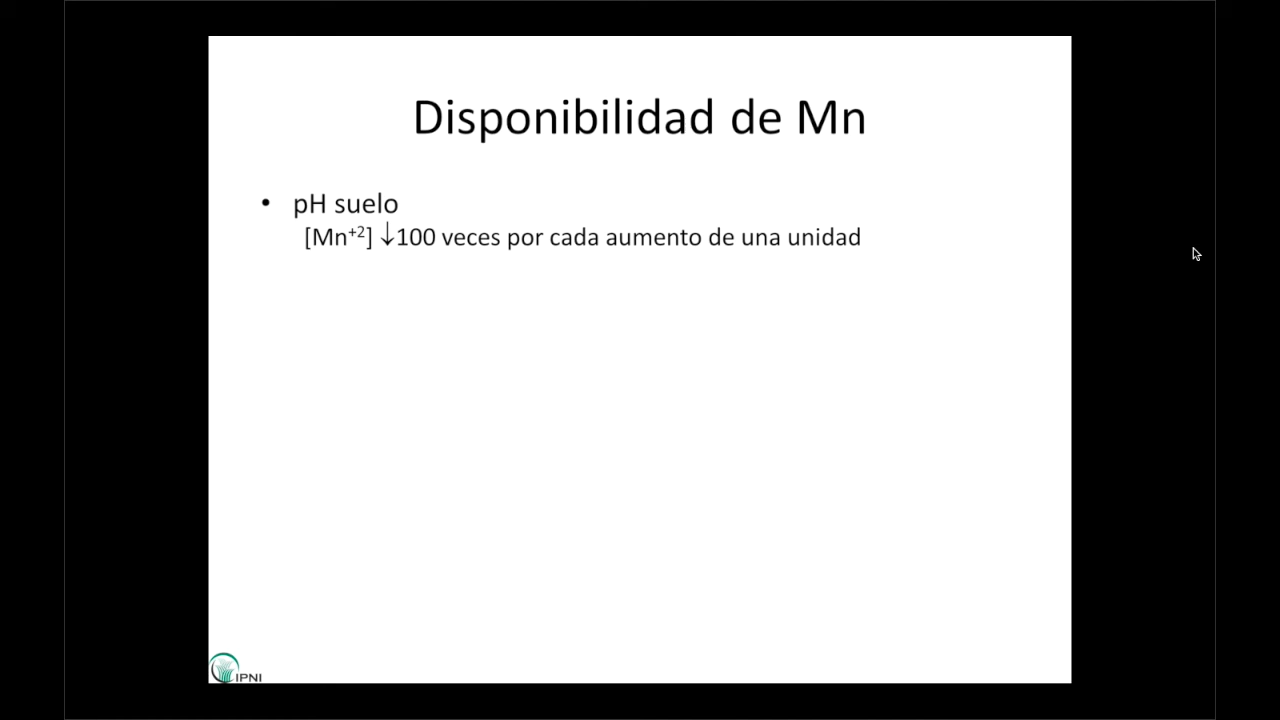 Disponibilidad de Mn
• pH suelo
[Mn⁺²] ↓100 veces por cada aumento de una unidad
IPNI